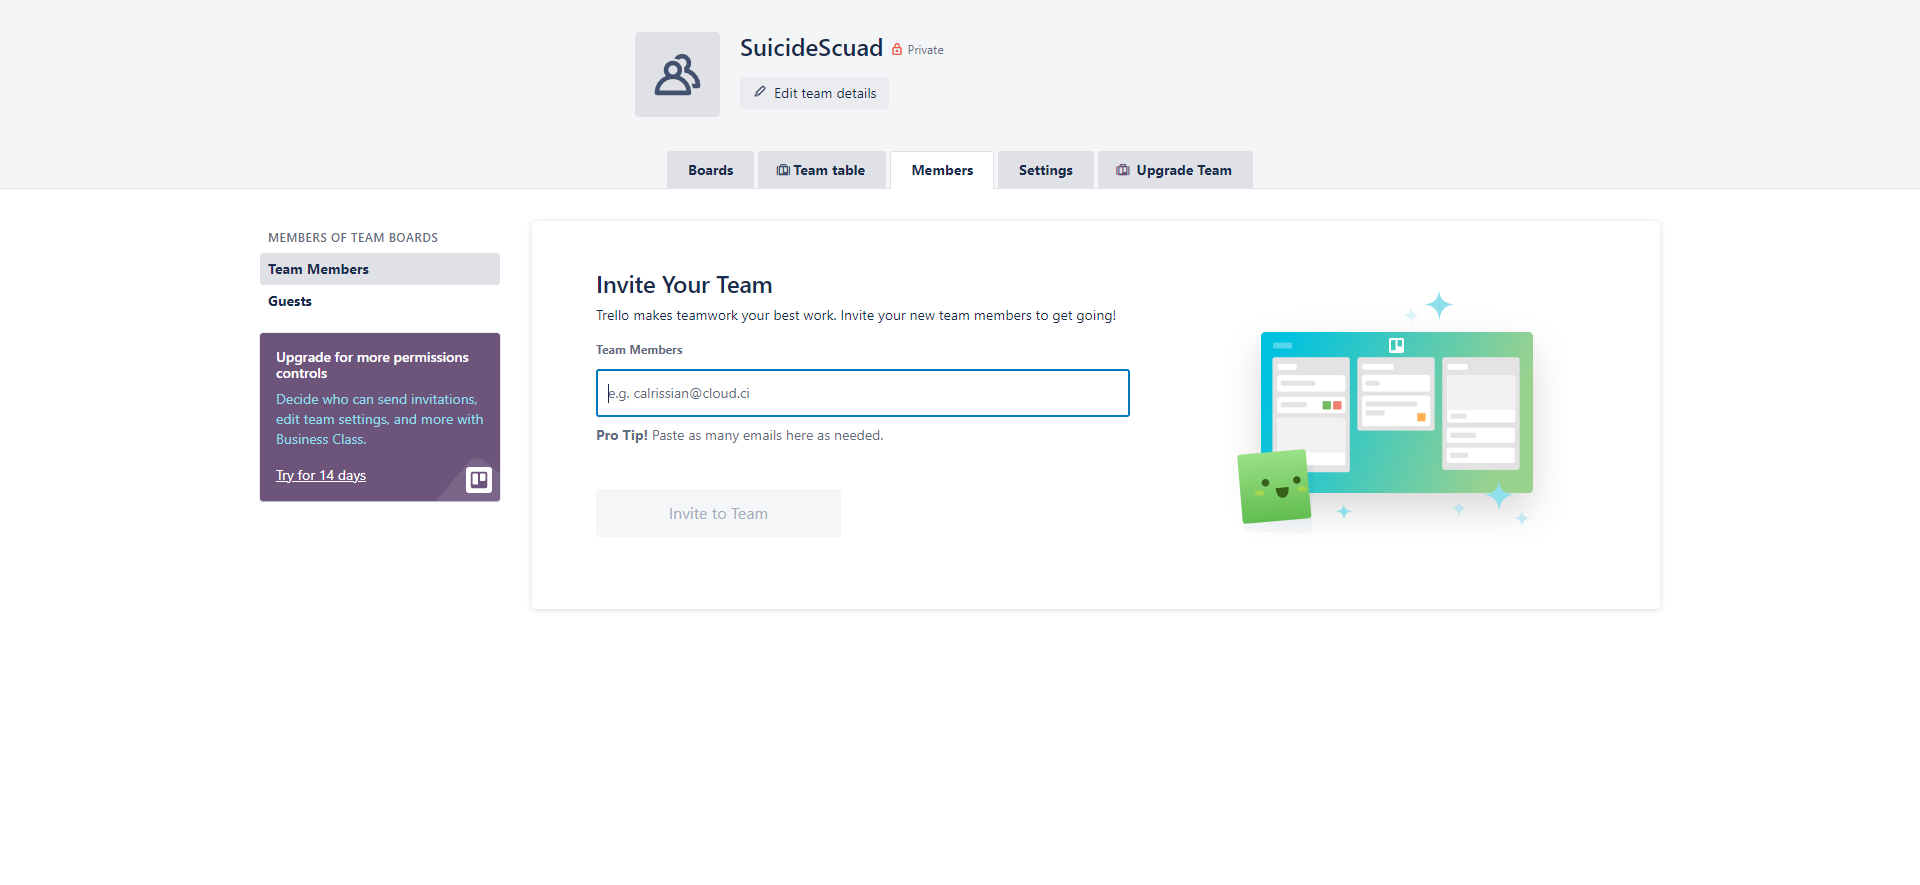 SuicideScuad Private
Edit team details
Boards Team table Members Settings Upgrade Team
MEMBERS OF TEAM BOARDS
Team Members
Guests
Upgrade for more permissions
controls
Decide who can send invitations,
edit team settings, and more with
Business Class.
Try for 14 days
Invite Your Team
Trello makes teamwork your best work. Invite your new team members to get going!
Team Members
e.g. calrissian@cloud.ci
Pro Tip! Paste as many emails here as needed.
Invite to Team